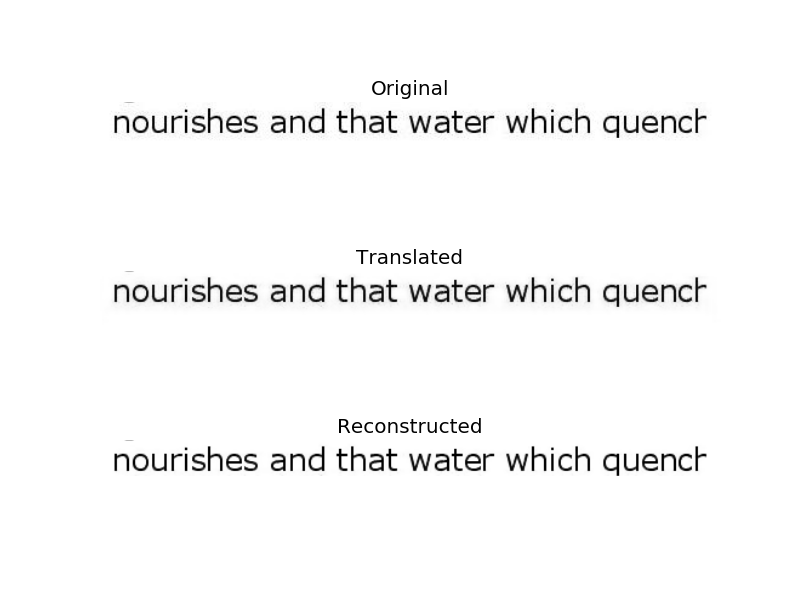 Original
nourishes and that water which quench
Translated
nourishes and that water which quench
Reconstructed
nourishes and that water which quench